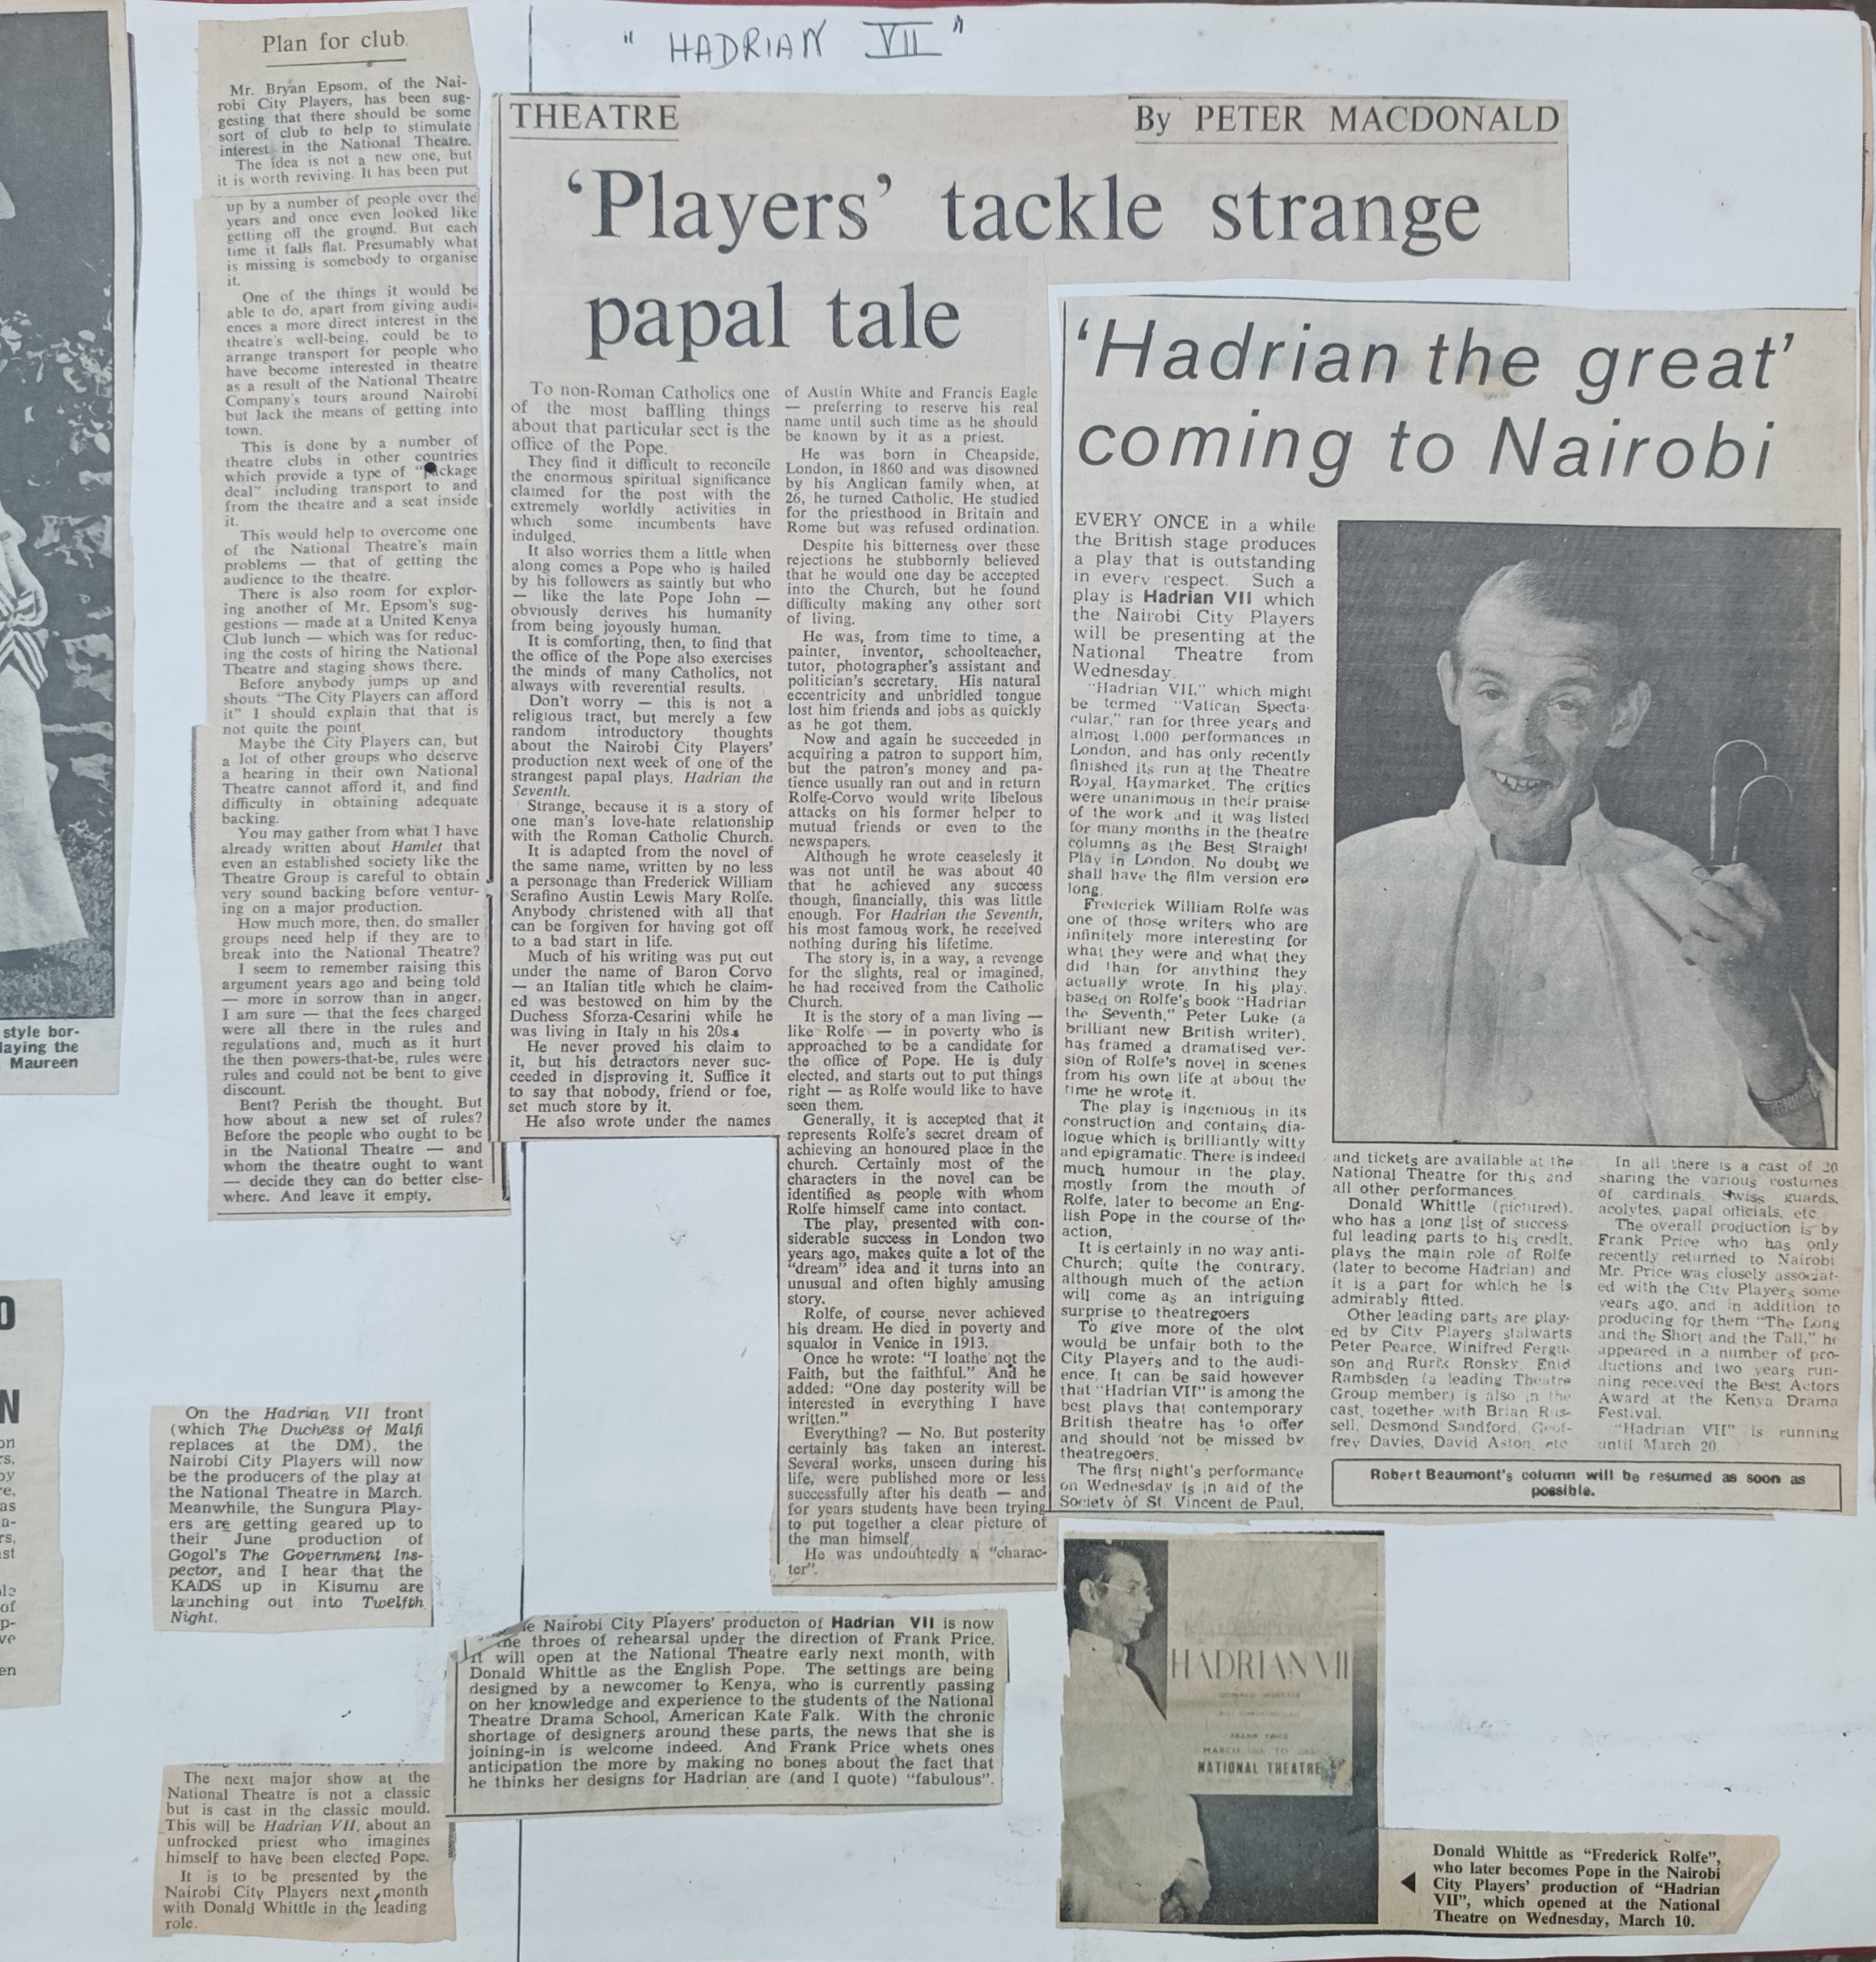 "HADRIAN VII"
Plan for club
Mr. Bryan Epsom, of the Nai-
robi City Players, has been sug-
gesting that there should be some
sort of club to help to stimulate
interest in the National Theatre.
The idea is not a new one, but
it is worth reviving. It has been put
up by a number of people over the
years and once even looked like
getting off the ground. But each
time it falls flat. Presumably what
is missing is somebody to organise
it.
One of the things it would be
able to do, apart from giving audi-
ences a more direct interest in the
theatre's well-being, could be to
arrange transport for people who
have become interested in theatre
as a result of the National Theatre
Company's tours around Nairobi
but lack the means of getting into
town.
This is done by a number of
theatre clubs in other countries
which provide a type of "package
deal" including transport to and
from the theatre and a seat inside
it.
This would help to overcome one
of the National Theatre's main
problems — that of getting the
audience to the theatre.
There is also room for explor-
ing another of Mr. Epsom's sug-
gestions — made at a United Kenya
Club lunch — which was for reduc-
ing the costs of hiring the National
Theatre and staging shows there.
Before anybody jumps up and
shouts "The City Players can afford
it" I should explain that that is
not quite the point.
Maybe the City Players can, but
a lot of other groups who deserve
a hearing in their own National
Theatre cannot afford it, and find
difficulty in obtaining adequate
backing.
You may gather from what I have
already written about Hamlet that
even an established society like the
Theatre Group is careful to obtain
very sound backing before ventur-
ing on a major production.
How much more, then, do smaller
groups need help if they are to
break into the National Theatre?
I seem to remember raising this
argument years ago and being told
— more in sorrow than in anger,
I am sure — that the fees charged
were all there in the rules and
regulations and, much as it hurt
the then powers-that-be, rules were
rules and could not be bent to give
discount.
Bent? Perish the thought. But
how about a new set of rules?
Before the people who ought to be
in the National Theatre — and
whom the theatre ought to want
— decide they can do better else-
where. And leave it empty.
THEATRE
By PETER MACDONALD
'Players' tackle strange
papal tale
To non-Roman Catholics one
of the most baffling things
about that particular sect is the
office of the Pope.
They find it difficult to reconcile
the enormous spiritual significance
claimed for the post with the
extremely worldly activities in
which some incumbents have
indulged.
It also worries them a little when
along comes a Pope who is hailed
by his followers as saintly but who
— like the late Pope John —
obviously derives his humanity
from being joyously human.
It is comforting, then, to find that
the office of the Pope also exercises
the minds of many Catholics, not
always with reverential results.
Don't worry — this is not a
religious tract, but merely a few
random introductory thoughts
about the Nairobi City Players'
production next week of one of the
strangest papal plays. Hadrian the
Seventh.
Strange, because it is a story of
one man's love-hate relationship
with the Roman Catholic Church.
It is adapted from the novel of
the same name, written by no less
a personage than Frederick William
Serafino Austin Lewis Mary Rolfe.
Anybody christened with all that
can be forgiven for having got off
to a bad start in life.
Much of his writing was put out
under the name of Baron Corvo
— an Italian title which he claim-
ed was bestowed on him by the
Duchess Sforza-Cesarini while he
was living in Italy in his 20s.
He never proved his claim to
it, but his detractors never suc-
ceeded in disproving it. Suffice it
to say that nobody, friend or foe,
set much store by it.
He also wrote under the names
of Austin White and Francis Eagle
— preferring to reserve his real
name until such time as he should
be known by it as a priest.
He was born in Cheapside,
London, in 1860 and was disowned
by his Anglican family when, at
26, he turned Catholic. He studied
for the priesthood in Britain and
Rome but was refused ordination.
Despite his bitterness over these
rejections he stubbornly believed
that he would one day be accepted
into the Church, but he found
difficulty making any other sort
of living.
He was, from time to time, a
painter, inventor, schoolteacher,
tutor, photographer's assistant and
politician's secretary. His natural
eccentricity and unbridled tongue
lost him friends and jobs as quickly
as he got them.
Now and again he succeeded in
acquiring a patron to support him,
but the patron's money and pa-
tience usually ran out and in return
Rolfe-Corvo would write libelous
attacks on his former helper to
mutual friends or even to the
newspapers.
Although he wrote ceaselesly it
was not until he was about 40
that he achieved any success
though, financially, this was little
enough. For Hadrian the Seventh,
his most famous work, he received
nothing during his lifetime.
The story is, in a way, a revenge
for the slights, real or imagined,
he had received from the Catholic
Church.
It is the story of a man living —
like Rolfe — in poverty who is
approached to be a candidate for
the office of Pope. He is duly
elected, and starts out to put things
right — as Rolfe would like to have
seen them.
Generally, it is accepted that it
represents Rolfe's secret dream of
achieving an honoured place in the
church. Certainly most of the
characters in the novel can be
identified as people with whom
Rolfe himself came into contact.
The play, presented with con-
siderable success in London two
years ago, makes quite a lot of the
"dream" idea and it turns into an
unusual and often highly amusing
story.
Rolfe, of course, never achieved
his dream. He died in poverty and
squalor in Venice in 1913.
Once he wrote: "I loathe not the
Faith, but the faithful." And he
added: "One day posterity will be
interested in everything I have
written."
Everything? — No. But posterity
certainly has taken an interest.
Several works, unseen during his
life, were published more or less
successfully after his death — and
for years students have been trying
to put together a clear picture of
the man himself.
He was undoubtedly a "charac-
ter".
'Hadrian the great'
coming to Nairobi
EVERY ONCE in a while
the British stage produces
a play that is outstanding
in every respect. Such a
play is Hadrian VII which
the Nairobi City Players
will be presenting at the
National Theatre from
Wednesday.
"Hadrian VII," which might
be termed "Vatican Specta-
cular," ran for three years and
almost 1,000 performances in
London, and has only recently
finished its run at the Theatre
Royal, Haymarket. The critics
were unanimous in their praise
of the work and it was listed
for many months in the theatre
columns as the Best Straight
Play in London. No doubt we
shall have the film version ere
long.
Frederick William Rolfe was
one of those writers who are
infinitely more interesting for
what they were and what they
did than for anything they
actually wrote. In his play,
based on Rolfe's book "Hadrian
the Seventh," Peter Luke (a
brilliant new British writer),
has framed a dramatised ver-
sion of Rolfe's novel in scenes
from his own life at about the
time he wrote it.
The play is ingenious in its
construction and contains dia-
logue which is brilliantly witty
and epigramatic. There is indeed
much humour in the play,
mostly from the mouth of
Rolfe, later to become an Eng-
lish Pope in the course of the
action,
It is certainly in no way anti-
Church; quite the contrary,
although much of the action
will come as an intriguing
surprise to theatregoers
To give more of the plot
would be unfair both to the
City Players and to the audi-
ence. It can be said however
that "Hadrian VII" is among the
best plays that contemporary
British theatre has to offer
and should not be missed by
theatregoers.
The first night's performance
on Wednesday is in aid of the
Society of St. Vincent de Paul,
and tickets are available at the
National Theatre for this and
all other performances.
Donald Whittle (pictured),
who has a long list of success
ful leading parts to his credit,
plays the main role of Rolfe
(later to become Hadrian) and
it is a part for which he is
admirably fitted.
Other leading parts are play-
ed by City Players stalwarts
Peter Pearce, Winifred Fergu-
son and Rurik Ronsky. Enid
Rambsden (a leading Theatre
Group member) is also in the
cast, together with Brian Rus-
sell, Desmond Sandford, Geof-
frey Davies, David Aston, etc
In all there is a cast of 20
sharing the various costumes
of cardinals, Swiss guards,
acolytes, papal officials, etc.
The overall production is by
Frank Price who has only
recently returned to Nairobi
Mr. Price was closely associat-
ed with the City Players some
years ago, and in addition to
producing for them "The Long
and the Short and the Tall," he
appeared in a number of pro-
ductions and two years run-
ning received the Best Actors
Award at the Kenya Drama
Festival.
"Hadrian VII" is running
until March 20
Robert Beaumont's column will be resumed as soon as
possible.
style bor-
laying the
Maureen
On the Hadrian VII front
(which The Duchess of Malfi
replaces at the DM), the
Nairobi City Players will now
be the producers of the play at
the National Theatre in March.
Meanwhile, the Sungura Play-
ers are getting geared up to
their June production of
Gogol's The Government Ins-
pector, and I hear that the
KADS up in Kisumu are
launching out into Twelfth
Night.
Nairobi City Players' producton of Hadrian VII is now
throes of rehearsal under the direction of Frank Price.
It will open at the National Theatre early next month, with
Donald Whittle as the English Pope. The settings are being
designed by a newcomer to Kenya, who is currently passing
on her knowledge and experience to the students of the National
Theatre Drama School, American Kate Falk. With the chronic
shortage of designers around these parts, the news that she is
joining-in is welcome indeed. And Frank Price whets ones
anticipation the more by making no bones about the fact that
he thinks her designs for Hadrian are (and I quote) "fabulous".
The next major show at the
National Theatre is not a classic
but is cast in the classic mould.
This will be Hadrian VII, about an
unfrocked priest who imagines
himself to have been elected Pope.
It is to be presented by the
Nairobi City Players next month
with Donald Whittle in the leading
role.
HADRIAN VII
DONALD WHITTLE
FRANK PRICE
MARCH
NATIONAL THEATRE
Donald Whittle as "Frederick Rolfe",
who later becomes Pope in the Nairobi
City Players' production of "Hadrian
VII", which opened at the National
Theatre on Wednesday, March 10.